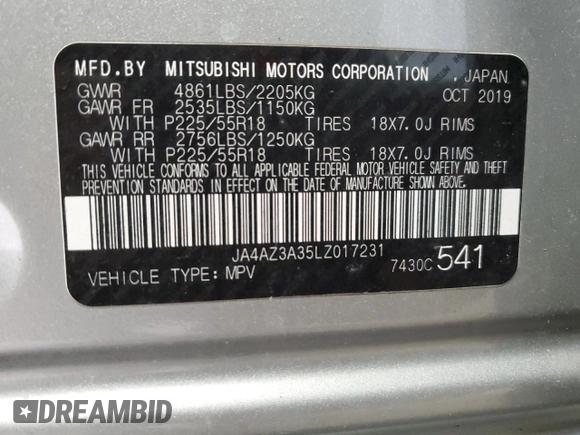 MFD.BY MITSUBISHI MOTORS CORPORATION , JAPAN
GVWR 4861LBS/2205KG OCT 2019
GAWR FR 2535LBS/1150KG
WITH P225/55R18 TIRES 18X7.0J RIMS
GAWR RR 2756LBS/1250KG
WITH P225/55R18 TIRES 18X7.0J RIMS
THIS VEHICLE CONFORMS TO ALL APPLICABLE FEDERAL MOTOR VEHICLE SAFETY AND THEFT
PREVENTION STANDARDS IN EFFECT ON THE DATE OF MANUFACTURE SHOWN ABOVE.
JA4AZ3A35LZ017231
VEHICLE TYPE: MPV 7430C 541
DREAMBID